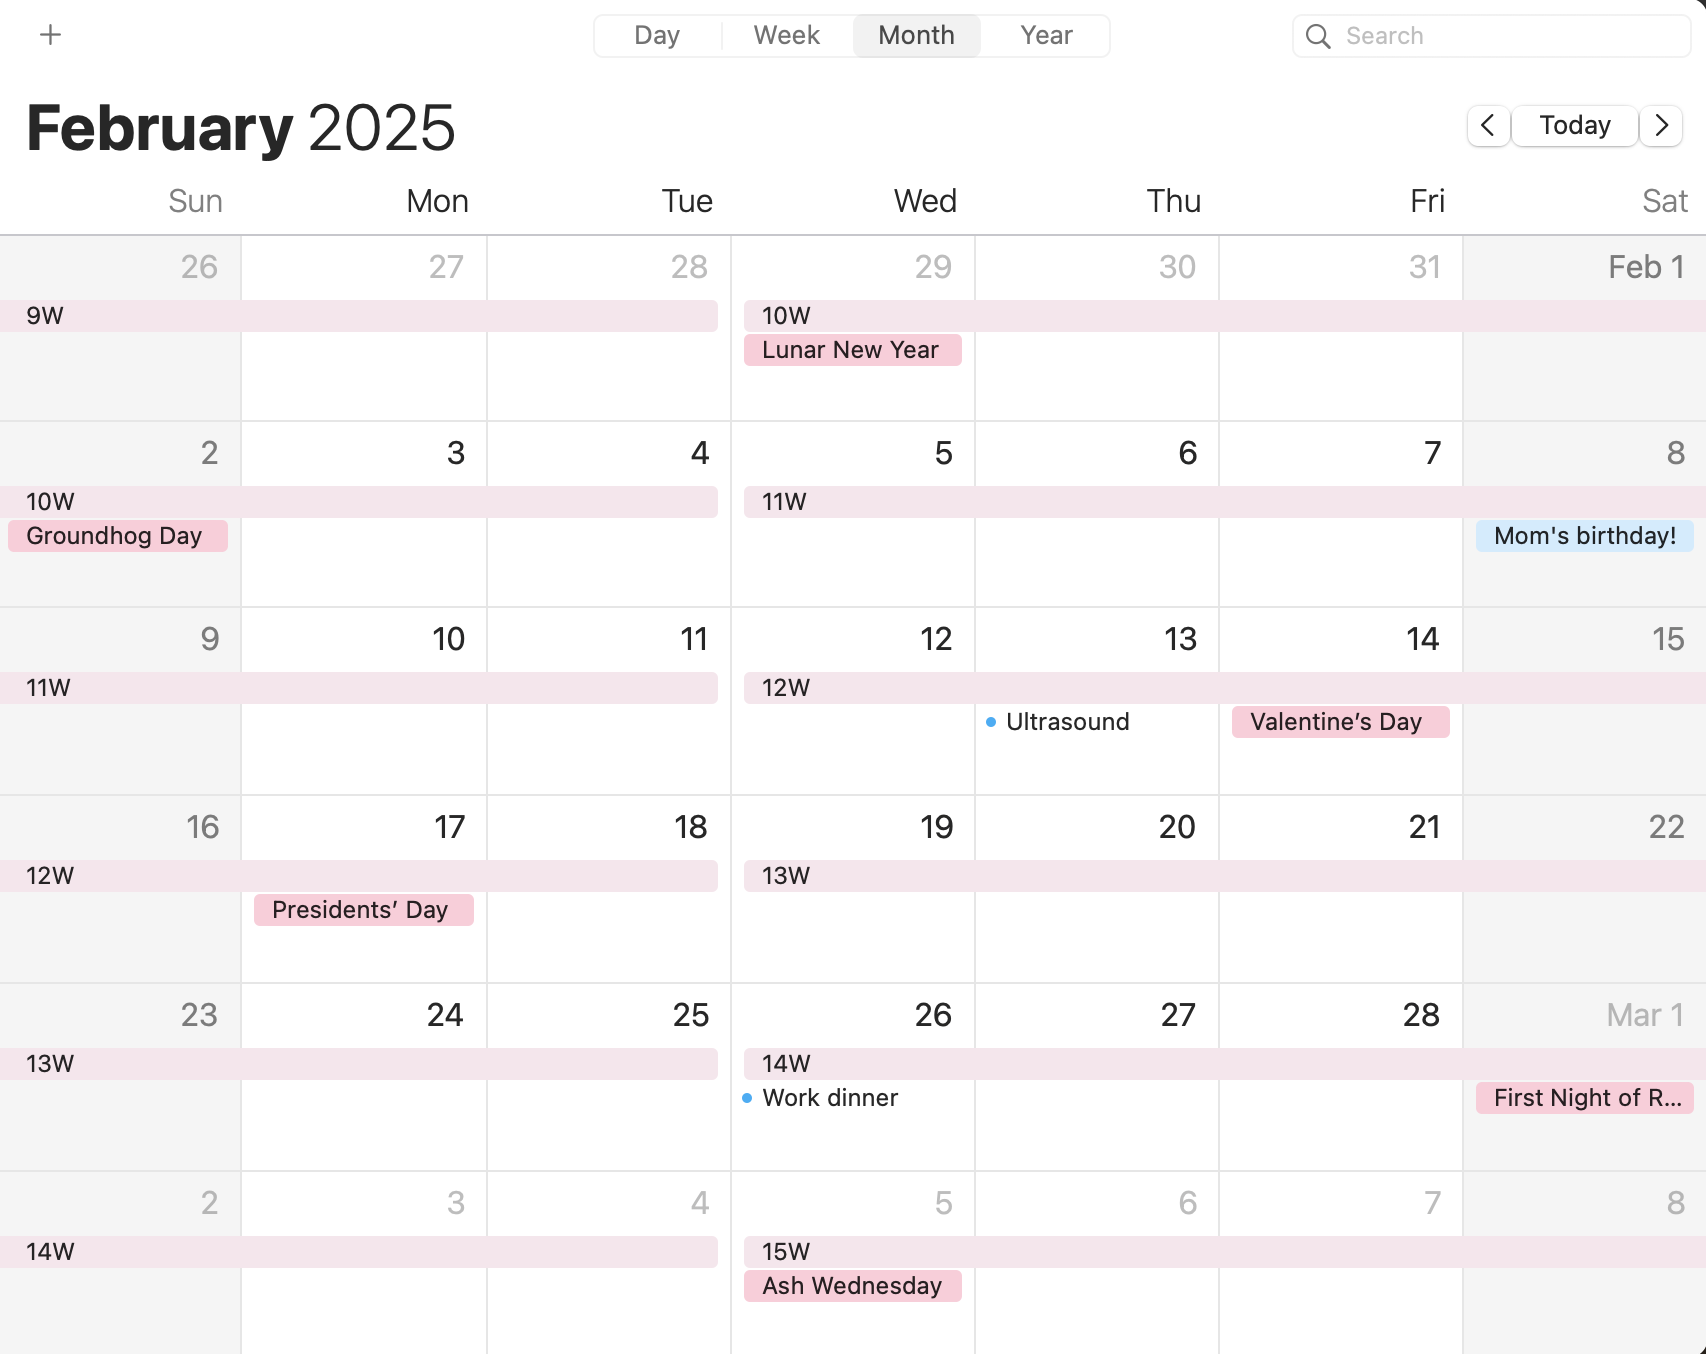 +
Day Week Month Year
Search
February 2025
Today
Sun Mon Tue Wed Thu Fri Sat
26 27 28 29 30 31 Feb 1
9W 10W
Lunar New Year
2 3 4 5 6 7 8
10W 11W
Groundhog Day Mom's birthday!
9 10 11 12 13 14 15
11W 12W
Ultrasound Valentine’s Day
16 17 18 19 20 21 22
12W 13W
Presidents’ Day
23 24 25 26 27 28 Mar 1
13W 14W
Work dinner First Night of R...
2 3 4 5 6 7 8
14W 15W
Ash Wednesday